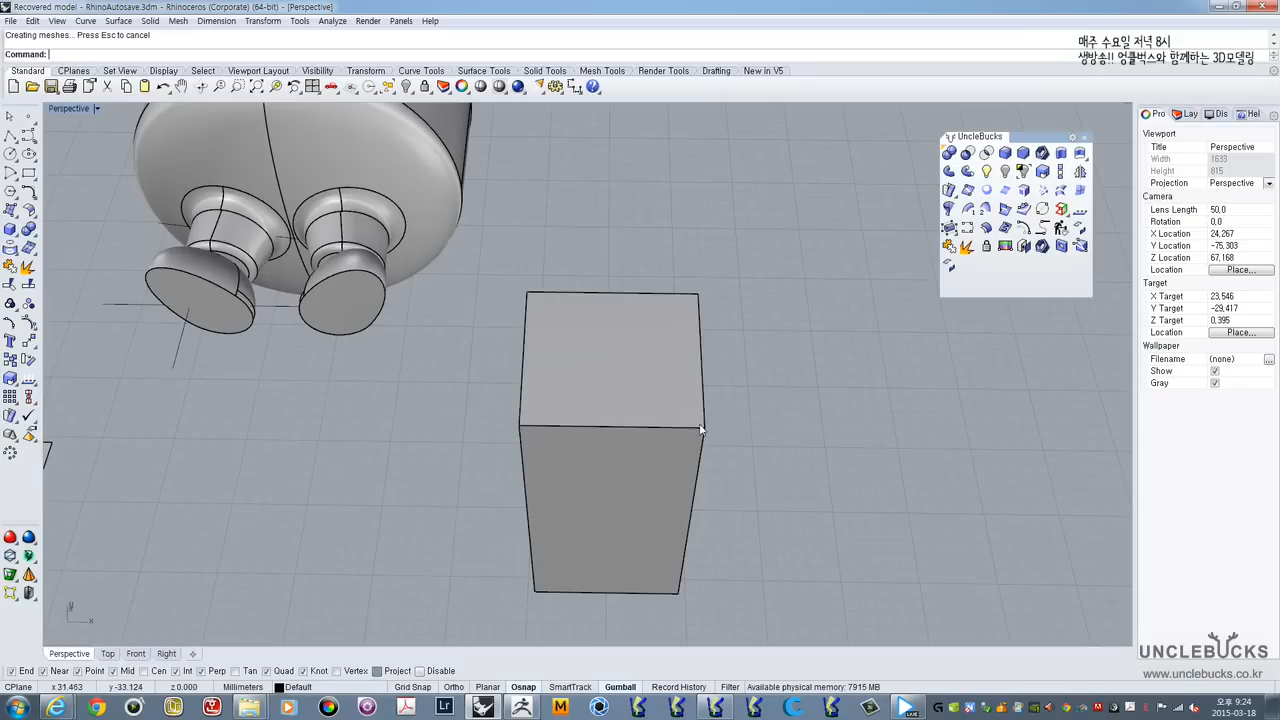 Recovered model - RhinoAutosave.3dm - Rhinoceros (Corporate) (64-bit) - [Perspective]
File Edit View Curve Surface Solid Mesh Dimension Transform Tools Analyze Render Panels Help
Creating meshes... Press Esc to cancel
Command:
매주 수요일 저녁 8시
생방송!! 엉클벅스와 함께하는 3D모델링
Standard CPlanes Set View Display Select Viewport Layout Visibility Transform Curve Tools Surface Tools Solid Tools Mesh Tools Render Tools Drafting New in V5
Perspective
UncleBucks
Pro Lay Dis Hel
Viewport
Title Perspective
Width 1633
Height 815
Projection Perspective
Camera
Lens Length 50,0
Rotation 0,0
X Location 24,267
Y Location -75,303
Z Location 67,168
Location Place...
Target
X Target 23,546
Y Target -29,417
Z Target 0,395
Location Place...
Wallpaper
Filename (none)
Show
Gray
y
x
Perspective Top Front Right
End Near Point Mid Cen Int Perp Tan Quad Knot Vertex Project Disable
CPlane x 31.463 y -33.124 z 0.000 Millimeters Default Grid Snap Ortho Planar Osnap SmartTrack Gumball Record History Filter Available physical memory: 7915 MB
UNCLEBUCKS
www.unclebucks.co.kr
Lr
M
LIVE
오후 9:24
2015-03-18